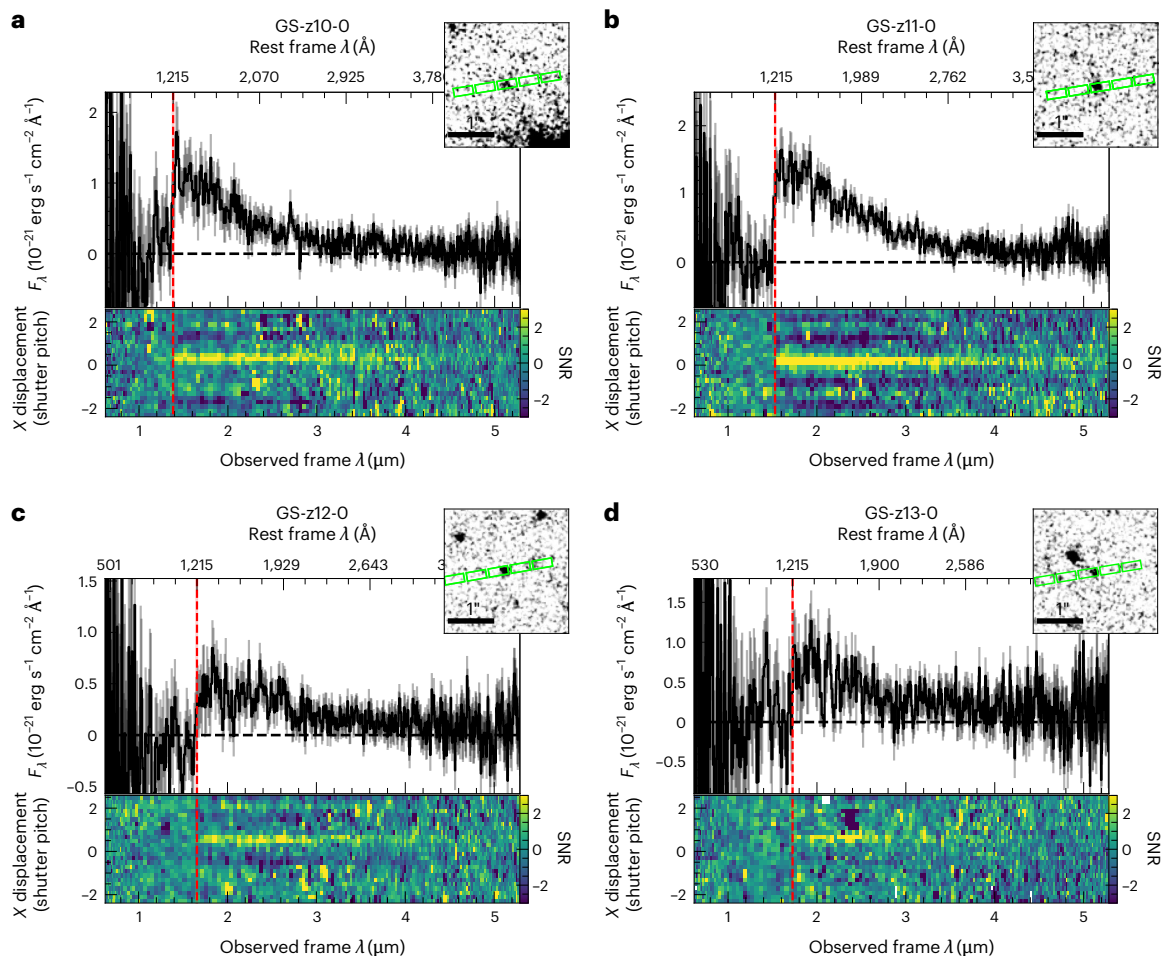 a
GS-z10-0
Rest frame λ (Å)
1,215 2,070 2,925 3,780
1"
2
1
0
Fλ (10⁻²¹ erg s⁻¹ cm⁻² Å⁻¹)
2
0
−2
X displacement
(shutter pitch)
2
0
−2
SNR
1 2 3 4 5
Observed frame λ (μm)
b
GS-z11-0
Rest frame λ (Å)
1,215 1,989 2,762 3,5
1"
2
1
0
Fλ (10⁻²¹ erg s⁻¹ cm⁻² Å⁻¹)
2
0
−2
X displacement
(shutter pitch)
2
0
−2
SNR
1 2 3 4 5
Observed frame λ (μm)
c
GS-z12-0
Rest frame λ (Å)
501 1,215 1,929 2,643 3
1"
1.5
1.0
0.5
0
−0.5
Fλ (10⁻²¹ erg s⁻¹ cm⁻² Å⁻¹)
2
0
−2
X displacement
(shutter pitch)
2
0
−2
SNR
1 2 3 4 5
Observed frame λ (μm)
d
GS-z13-0
Rest frame λ (Å)
530 1,215 1,900 2,586
1"
1.5
1.0
0.5
0
−0.5
Fλ (10⁻²¹ erg s⁻¹ cm⁻² Å⁻¹)
2
0
−2
X displacement
(shutter pitch)
2
0
−2
SNR
1 2 3 4 5
Observed frame λ (μm)